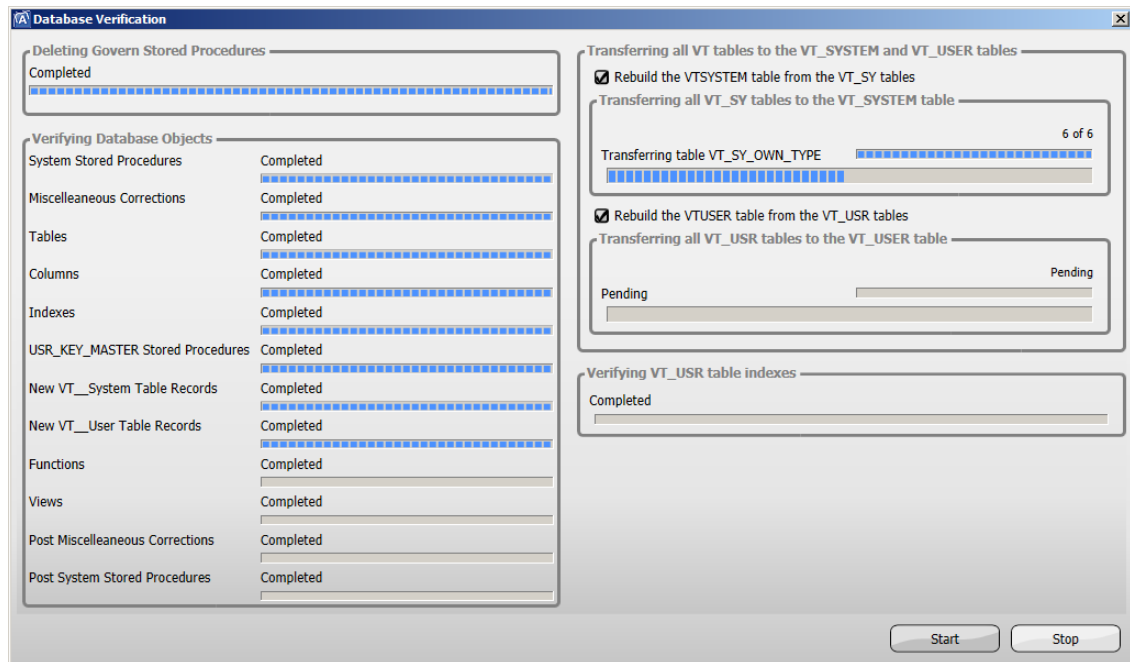 Database Verification
Deleting Govern Stored Procedures
Completed
Verifying Database Objects
System Stored Procedures Completed
Miscelleaneous Corrections Completed
Tables Completed
Columns Completed
Indexes Completed
USR_KEY_MASTER Stored Procedures Completed
New VT__System Table Records Completed
New VT__User Table Records Completed
Functions Completed
Views Completed
Post Miscelleaneous Corrections Completed
Post System Stored Procedures Completed
Transferring all VT tables to the VT_SYSTEM and VT_USER tables
Rebuild the VTSYSTEM table from the VT_SY tables
Transferring all VT_SY tables to the VT_SYSTEM table
6 of 6
Transferring table VT_SY_OWN_TYPE
Rebuild the VTUSER table from the VT_USR tables
Transferring all VT_USR tables to the VT_USER table
Pending
Pending
Verifying VT_USR table indexes
Completed
Start Stop